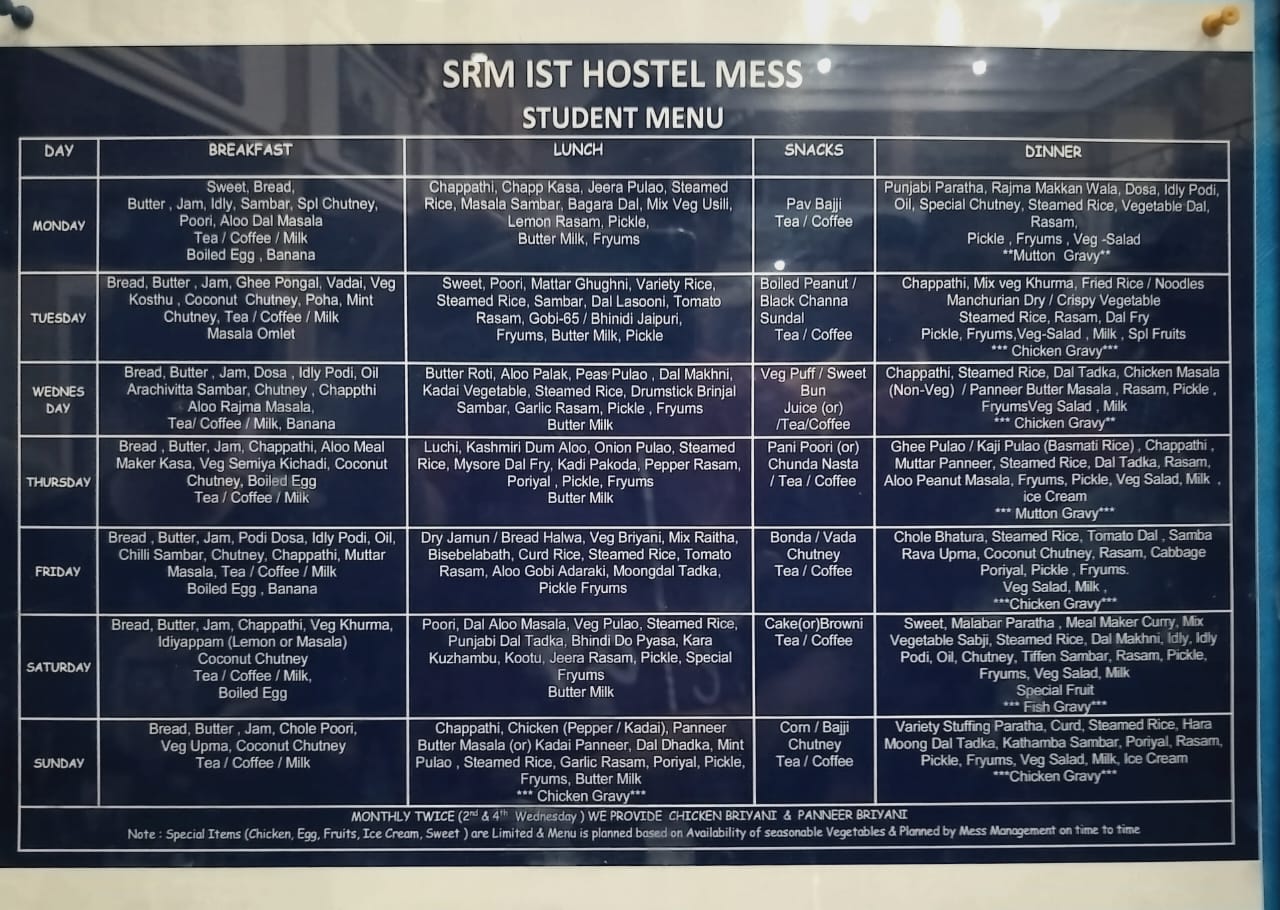 SRM IST HOSTEL MESS
STUDENT MENU
DAY
BREAKFAST
LUNCH
SNACKS
DINNER
MONDAY
Sweet, Bread,
Butter , Jam, Idly, Sambar, Spl Chutney,
Poori, Aloo Dal Masala
Tea / Coffee / Milk
Boiled Egg , Banana
Chappathi, Chapp Kasa, Jeera Pulao, Steamed
Rice, Masala Sambar, Bagara Dal, Mix Veg Usili,
Lemon Rasam, Pickle,
Butter Milk, Fryums
Pav Bajji
Tea / Coffee
Punjabi Paratha, Rajma Makkan Wala, Dosa, Idly Podi,
Oil, Special Chutney, Steamed Rice, Vegetable Dal,
Rasam,
Pickle , Fryums, Veg -Salad
**Mutton Gravy**
TUESDAY
Bread, Butter , Jam, Ghee Pongal, Vadai, Veg
Kosthu , Coconut Chutney, Poha, Mint
Chutney, Tea / Coffee / Milk
Masala Omlet
Sweet, Poori, Mattar Ghughni, Variety Rice,
Steamed Rice, Sambar, Dal Lasooni, Tomato
Rasam, Gobi-65 / Bhinidi Jaipuri,
Fryums, Butter Milk, Pickle
Boiled Peanut /
Black Channa
Sundal
Tea / Coffee
Chappathi, Mix veg Khurma, Fried Rice / Noodles
Manchurian Dry / Crispy Vegetable
Steamed Rice, Rasam, Dal Fry
Pickle, Fryums,Veg-Salad , Milk , Spl Fruits
*** Chicken Gravy***
WEDNES
DAY
Bread, Butter , Jam, Dosa , Idly Podi, Oil
Arachivitta Sambar, Chutney , Chappthi
Aloo Rajma Masala,
Tea/ Coffee / Milk, Banana
Butter Roti, Aloo Palak, Peas Pulao , Dal Makhni,
Kadai Vegetable, Steamed Rice, Drumstick Brinjal
Sambar, Garlic Rasam, Pickle , Fryums
Butter Milk
Veg Puff / Sweet
Bun
Juice (or)
/Tea/Coffee
Chappathi, Steamed Rice, Dal Tadka, Chicken Masala
(Non-Veg) / Panneer Butter Masala , Rasam, Pickle ,
FryumsVeg Salad , Milk
*** Chicken Gravy**
THURSDAY
Bread , Butter, Jam, Chappathi, Aloo Meal
Maker Kasa, Veg Semiya Kichadi, Coconut
Chutney, Boiled Egg
Tea / Coffee / Milk
Luchi, Kashmiri Dum Aloo, Onion Pulao, Steamed
Rice, Mysore Dal Fry, Kadi Pakoda, Pepper Rasam,
Poriyal , Pickle, Fryums
Butter Milk
Pani Poori (or)
Chunda Nasta
/ Tea / Coffee
Ghee Pulao / Kaji Pulao (Basmati Rice) , Chappathi ,
Muttar Panneer, Steamed Rice, Dal Tadka, Rasam,
Aloo Peanut Masala, Fryums, Pickle, Veg Salad, Milk ,
ice Cream
*** Mutton Gravy***
FRIDAY
Bread , Butter, Jam, Podi Dosa, Idly Podi, Oil,
Chilli Sambar, Chutney, Chappathi, Muttar
Masala, Tea / Coffee / Milk
Boiled Egg , Banana
Dry Jamun / Bread Halwa, Veg Briyani, Mix Raitha,
Bisebelabath, Curd Rice, Steamed Rice, Tomato
Rasam, Aloo Gobi Adaraki, Moongdal Tadka,
Pickle Fryums
Bonda / Vada
Chutney
Tea / Coffee
Chole Bhatura, Steamed Rice, Tomato Dal , Samba
Rava Upma, Coconut Chutney, Rasam, Cabbage
Poriyal, Pickle , Fryums.
Veg Salad, Milk ,
***Chicken Gravy***
SATURDAY
Bread, Butter, Jam, Chappathi, Veg Khurma,
Idiyappam (Lemon or Masala)
Coconut Chutney
Tea / Coffee / Milk,
Boiled Egg
Poori, Dal Aloo Masala, Veg Pulao, Steamed Rice,
Punjabi Dal Tadka, Bhindi Do Pyasa, Kara
Kuzhambu, Kootu, Jeera Rasam, Pickle, Special
Fryums
Butter Milk
Cake(or)Browni
Tea / Coffee
Sweet, Malabar Paratha , Meal Maker Curry, Mix
Vegetable Sabji, Steamed Rice, Dal Makhni, Idly, Idly
Podi, Oil, Chutney, Tiffen Sambar, Rasam, Pickle,
Fryums, Veg Salad, Milk
Special Fruit
*** Fish Gravy***
SUNDAY
Bread, Butter , Jam, Chole Poori,
Veg Upma, Coconut Chutney
Tea / Coffee / Milk
Chappathi, Chicken (Pepper / Kadai), Panneer
Butter Masala (or) Kadai Panneer, Dal Dhadka, Mint
Pulao , Steamed Rice, Garlic Rasam, Poriyal, Pickle,
Fryums, Butter Milk
*** Chicken Gravy***
Corn / Bajji
Chutney
Tea / Coffee
Variety Stuffing Paratha, Curd, Steamed Rice, Hara
Moong Dal Tadka, Kathamba Sambar, Poriyal, Rasam,
Pickle, Fryums, Veg Salad, Milk, Ice Cream
***Chicken Gravy***
MONTHLY TWICE (2nd & 4th Wednesday ) WE PROVIDE CHICKEN BRIYANI & PANNEER BRIYANI
Note : Special Items (Chicken, Egg, Fruits, Ice Cream, Sweet ) are Limited & Menu is planned based on Availability of seasonable Vegetables & Planned by Mess Management on time to time